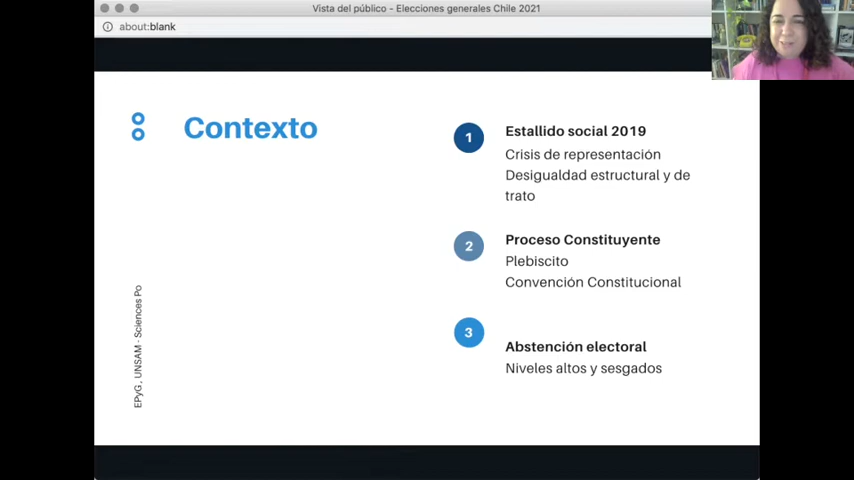 Vista del público - Elecciones generales Chile 2021
about:blank
Contexto
1
Estallido social 2019
Crisis de representación
Desigualdad estructural y de
trato
2
Proceso Constituyente
Plebiscito
Convención Constitucional
3
Abstención electoral
Niveles altos y sesgados
EPyG, UNSAM - Sciences Po